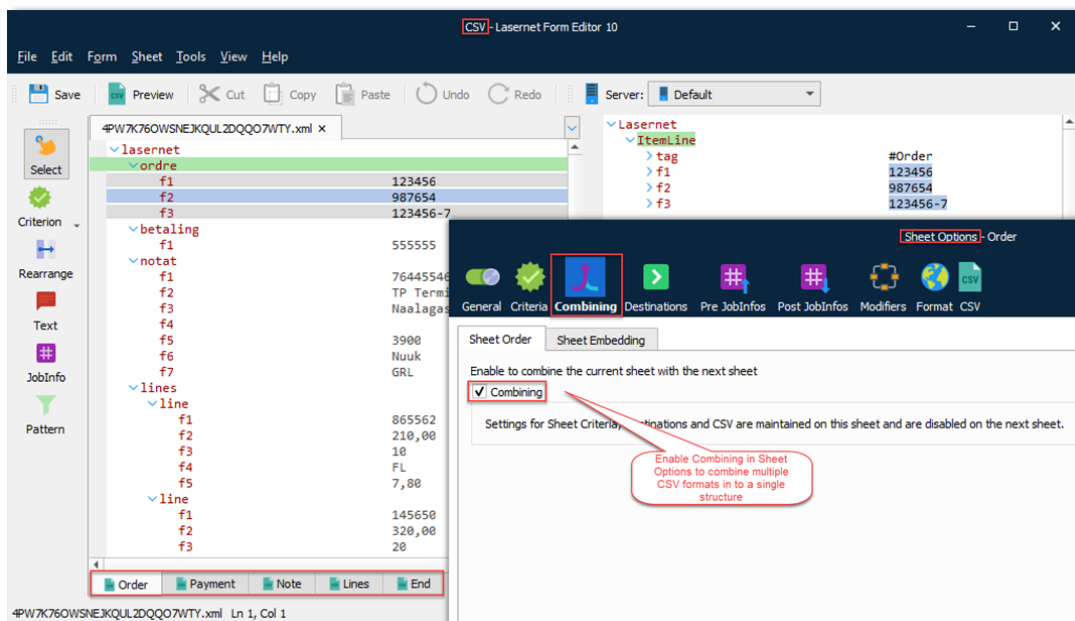 CSV - Lasernet Form Editor 10
File Edit Form Sheet Tools View Help
Save Preview Cut Copy Paste Undo Redo Server: Default
4PW7K76OWSNEJKQUL2DQQO7WTY.xml ×
Select
Criterion
Rearrange
Text
JobInfo
Pattern
lasernet
ordre
f1 123456
f2 987654
f3 123456-7
betaling
f1 555555
notat
f1 76445546
f2 TP Termi
f3 Naalagas
f4
f5 3900
f6 Nuuk
f7 GRL
lines
line
f1 865562
f2 210,00
f3 10
f4 FL
f5 7,80
line
f1 145650
f2 320,00
f3 20
Order Payment Note Lines End
4PW7K76OWSNEJKQUL2DQQO7WTY.xml Ln 1, Col 1
Lasernet
ItemLine
tag #Order
f1 123456
f2 987654
f3 123456-7
Sheet Options - Order
General Criteria Combining Destinations Pre JobInfos Post JobInfos Modifiers Format CSV
Sheet Order Sheet Embedding
Enable to combine the current sheet with the next sheet
Combining
Settings for Sheet Criteria, tinations and CSV are maintained on this sheet and are disabled on the next sheet.
Enable Combining in Sheet
Options to combine multiple
CSV formats in to a single
structure